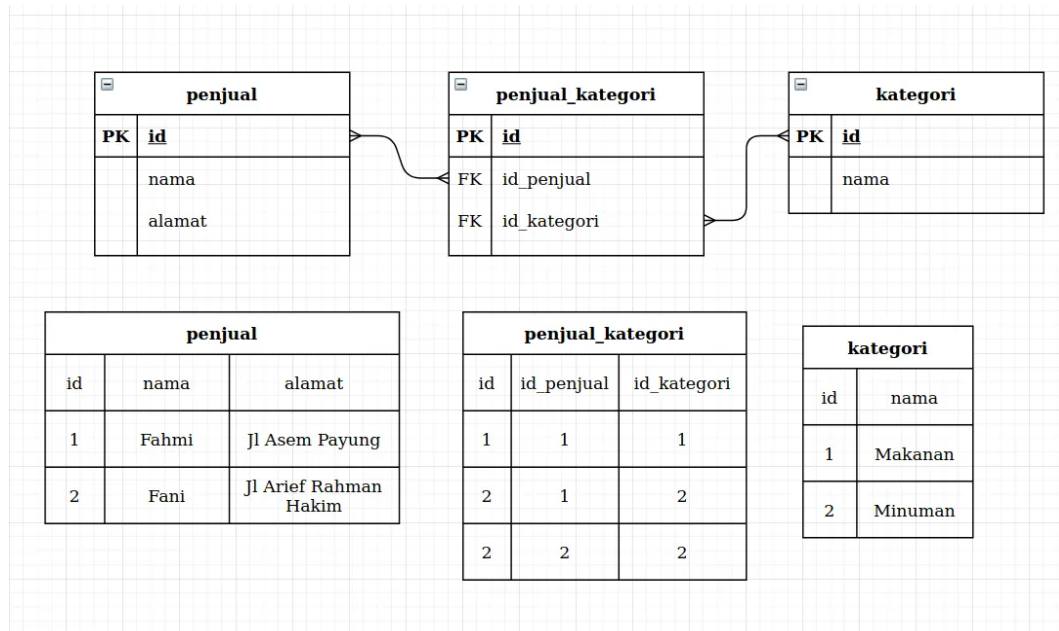 penjual
PK id
nama
alamat
penjual_kategori
PK id
FK id_penjual
FK id_kategori
kategori
PK id
nama
penjual
id nama alamat
1 Fahmi Jl Asem Payung
2 Fani Jl Arief Rahman
Hakim
penjual_kategori
id id_penjual id_kategori
1 1 1
2 1 2
2 2 2
kategori
id nama
1 Makanan
2 Minuman